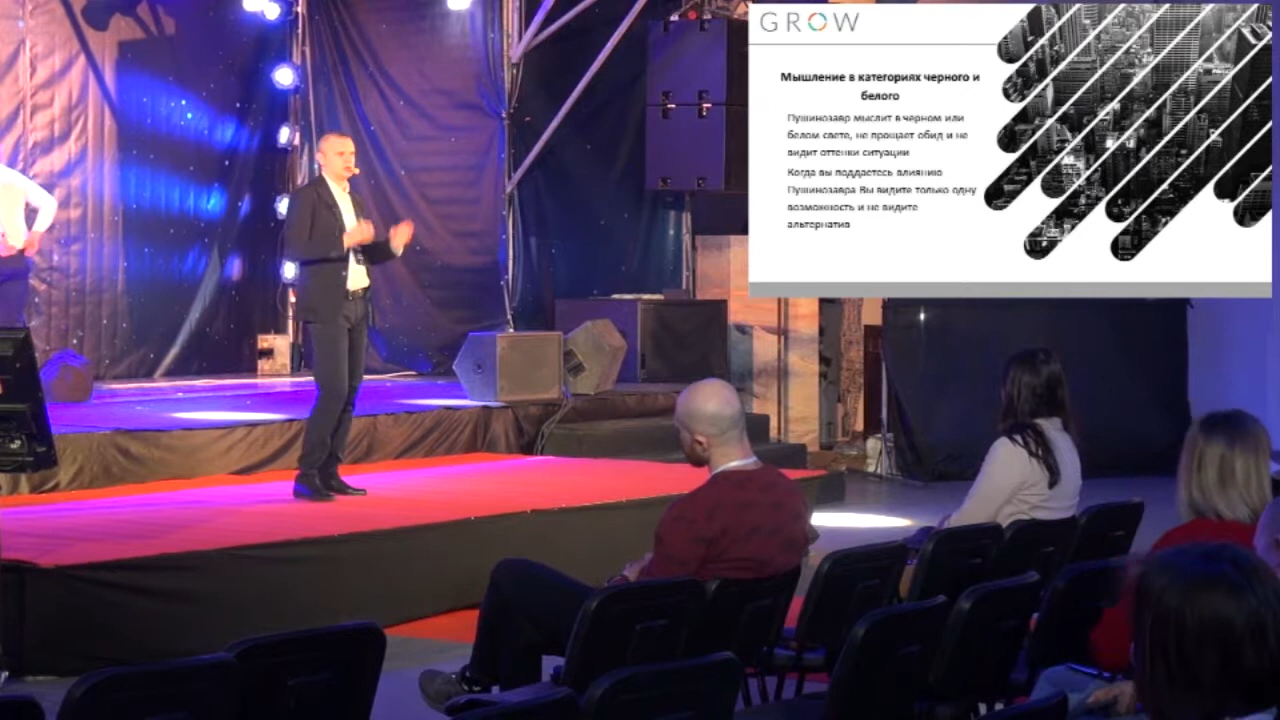 GROW
Мышление в категориях черного и
белого
Пушинозавр мыслит в черном или
белом свете, не прощает обид и не
видит оттенки ситуации
Когда вы поддаетесь влиянию
Пушинозавра Вы видите только одну
возможность и не видите
альтернатив